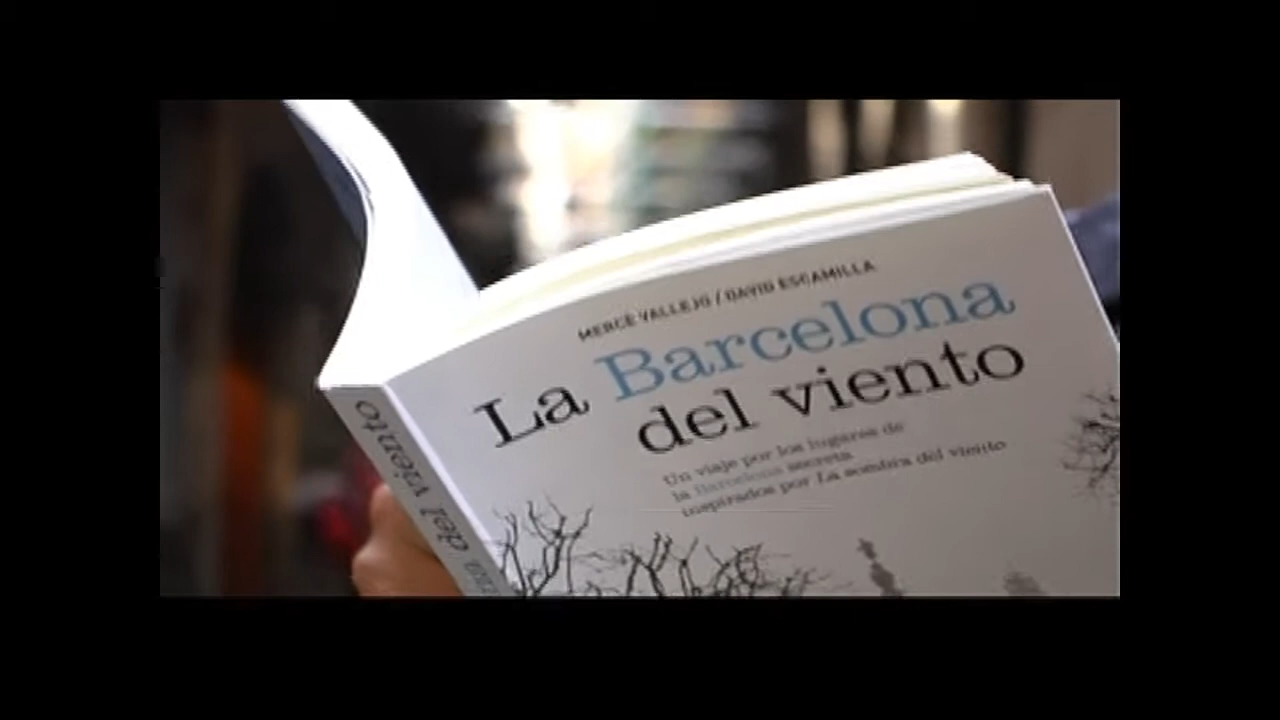 MERCÈ VALLEJO / DAVID ESCAMILLA
La Barcelona
del viento
Un viaje por los lugares de
la Barcelona secreta
inspirados por La sombra del viento
na del viento